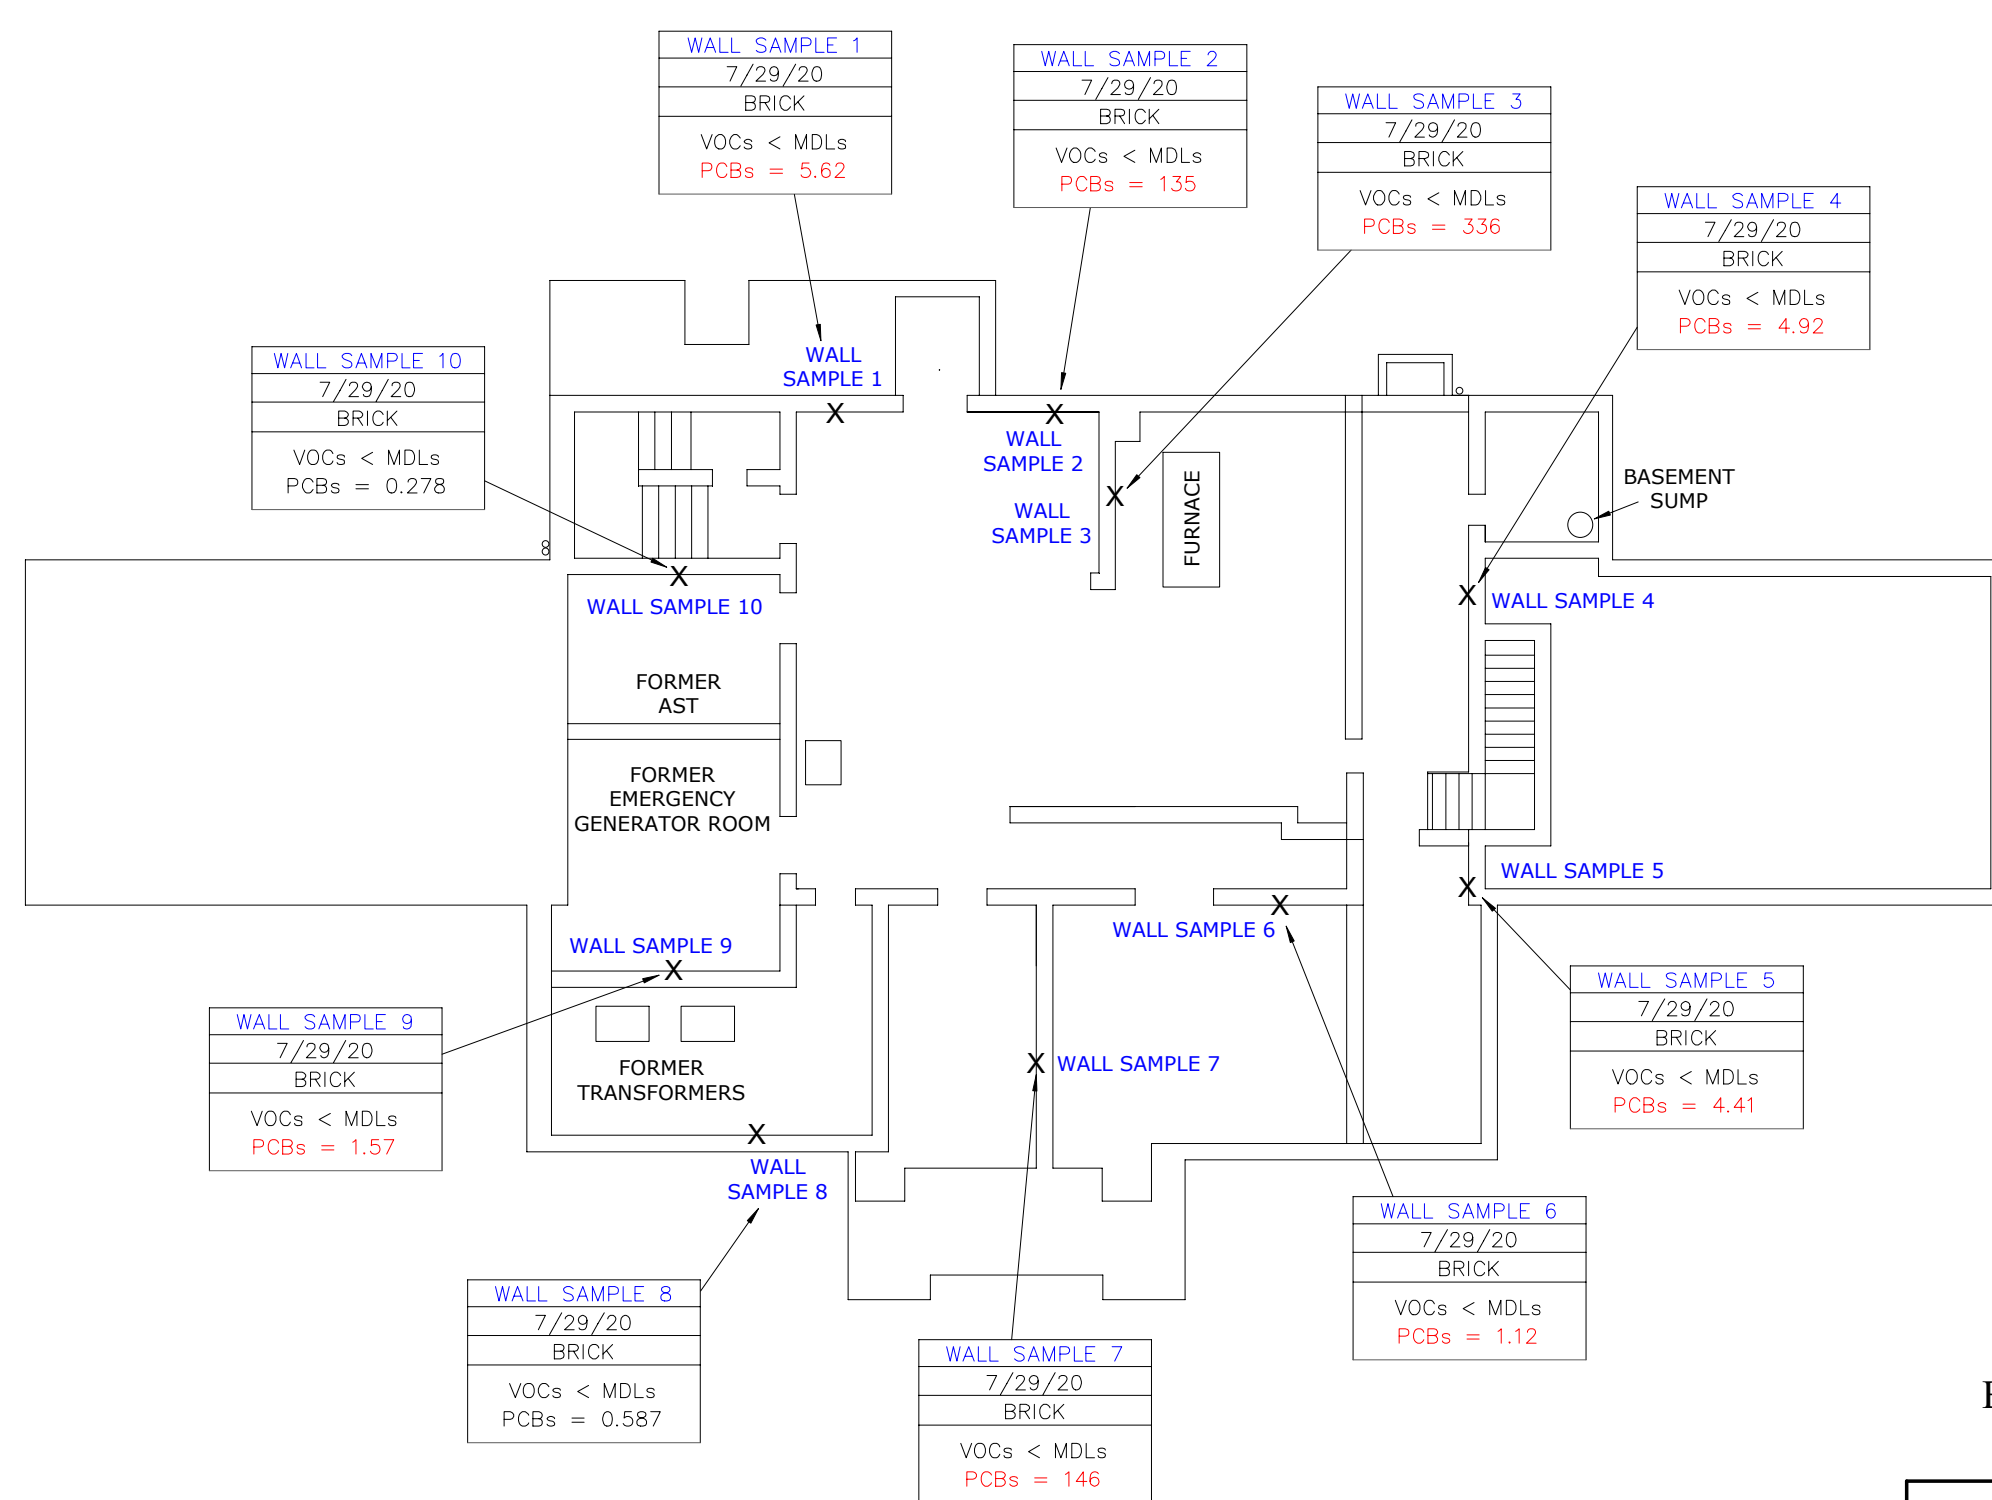 WALL SAMPLE 1
7/29/20
BRICK
VOCs < MDLs
PCBs = 5.62
WALL SAMPLE 2
7/29/20
BRICK
VOCs < MDLs
PCBs = 135
WALL SAMPLE 3
7/29/20
BRICK
VOCs < MDLs
PCBs = 336
WALL SAMPLE 4
7/29/20
BRICK
VOCs < MDLs
PCBs = 4.92
WALL SAMPLE 10
7/29/20
BRICK
VOCs < MDLs
PCBs = 0.278
WALL
SAMPLE 1
WALL
SAMPLE 2
WALL
SAMPLE 3
FURNACE
BASEMENT
SUMP
WALL SAMPLE 10
WALL SAMPLE 4
FORMER
AST
FORMER
EMERGENCY
GENERATOR ROOM
WALL SAMPLE 5
WALL SAMPLE 6
WALL SAMPLE 9
WALL SAMPLE 5
7/29/20
BRICK
VOCs < MDLs
PCBs = 4.41
WALL SAMPLE 9
7/29/20
BRICK
VOCs < MDLs
PCBs = 1.57
FORMER
TRANSFORMERS
WALL SAMPLE 7
WALL
SAMPLE 8
WALL SAMPLE 6
7/29/20
BRICK
VOCs < MDLs
PCBs = 1.12
WALL SAMPLE 8
7/29/20
BRICK
VOCs < MDLs
PCBs = 0.587
WALL SAMPLE 7
7/29/20
BRICK
VOCs < MDLs
PCBs = 146